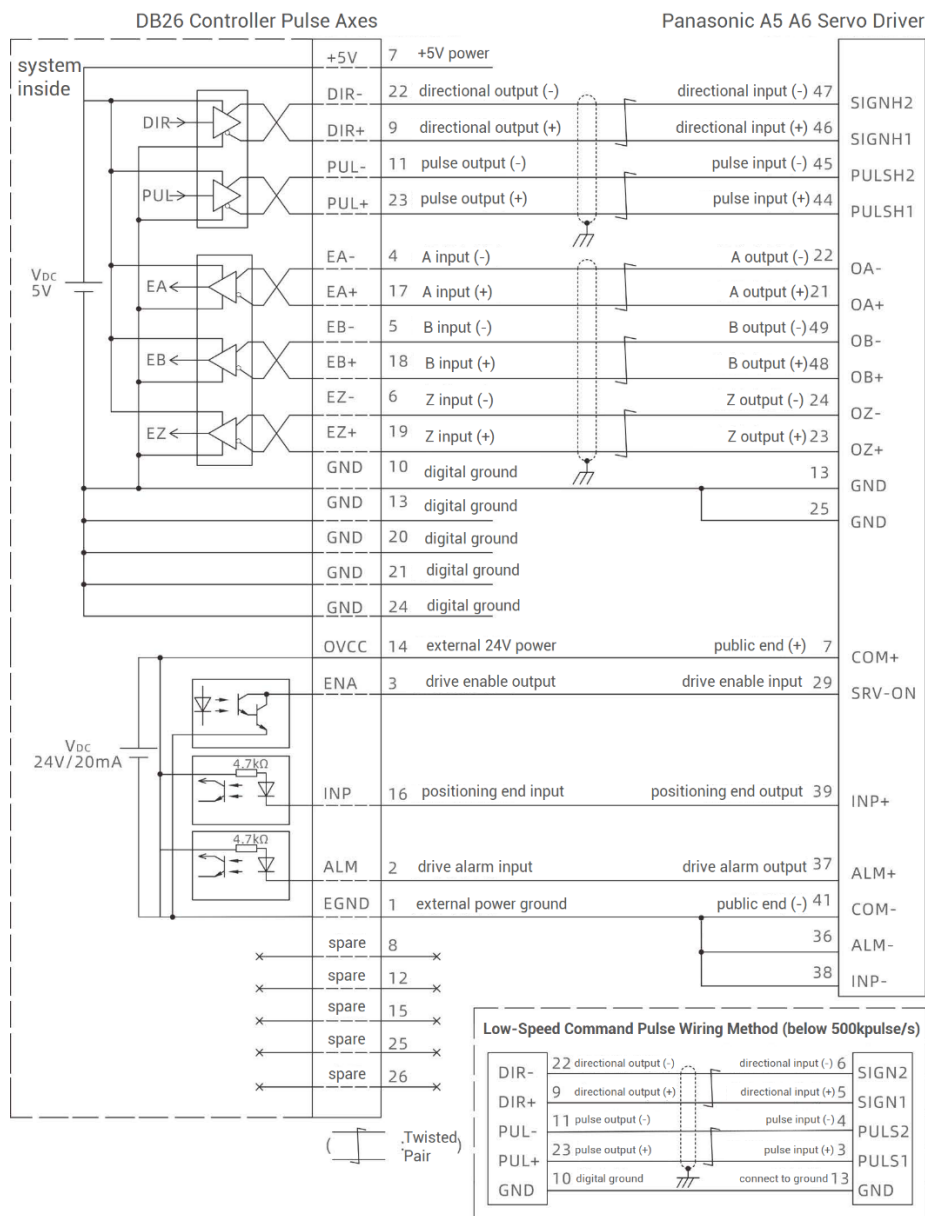 DB26 Controller Pulse Axes Panasonic A5 A6 Servo Driver
system inside
+5V 7 +5V power
DIR- 22 directional output (-) directional input (-) 47 SIGNH2
DIR
DIR+ 9 directional output (+) directional input (+) 46 SIGNH1
PUL- 11 pulse output (-) pulse input (-) 45 PULSH2
PUL
PUL+ 23 pulse output (+) pulse input (+) 44 PULSH1
EA- 4 A input (-) A output (-) 22 OA-
VDC 5V
EA
EA+ 17 A input (+) A output (+)21 OA+
EB- 5 B input (-) B output (-)49 OB-
EB
EB+ 18 B input (+) B output (+)48 OB+
EZ- 6 Z input (-) Z output (-) 24 OZ-
EZ
EZ+ 19 Z input (+) Z output (+) 23 OZ+
GND 10 digital ground 13 GND
GND 13 digital ground 25 GND
GND 20 digital ground
GND 21 digital ground
GND 24 digital ground
OVCC 14 external 24V power public end (+) 7 COM+
ENA 3 drive enable output drive enable input 29 SRV-ON
VDC 24V/20mA
4.7kΩ
INP 16 positioning end input positioning end output 39 INP+
4.7kΩ
ALM 2 drive alarm input drive alarm output 37 ALM+
EGND 1 external power ground public end (-) 41 COM-
36 ALM-
38 INP-
spare 8
spare 12
spare 15
spare 25
spare 26
( .Twisted Pair )
Low-Speed Command Pulse Wiring Method (below 500kpulse/s)
DIR- 22 directional output (-) directional input (-) 6 SIGN2
DIR+ 9 directional output (+) directional input (+) 5 SIGN1
PUL- 11 pulse output (-) pulse input (-) 4 PULS2
PUL+ 23 pulse output (+) pulse input (+) 3 PULS1
GND 10 digital ground connect to ground 13 GND